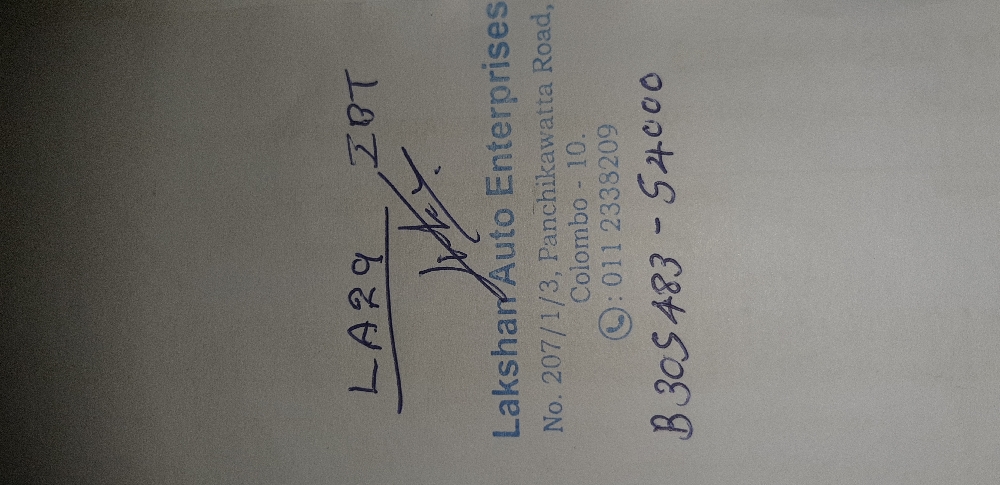 LA29 IBT
Lakshan Auto Enterprises
No. 207/1/3, Panchikawatta Road,
Colombo - 10.
: 011 2338209
B305483 - 54000